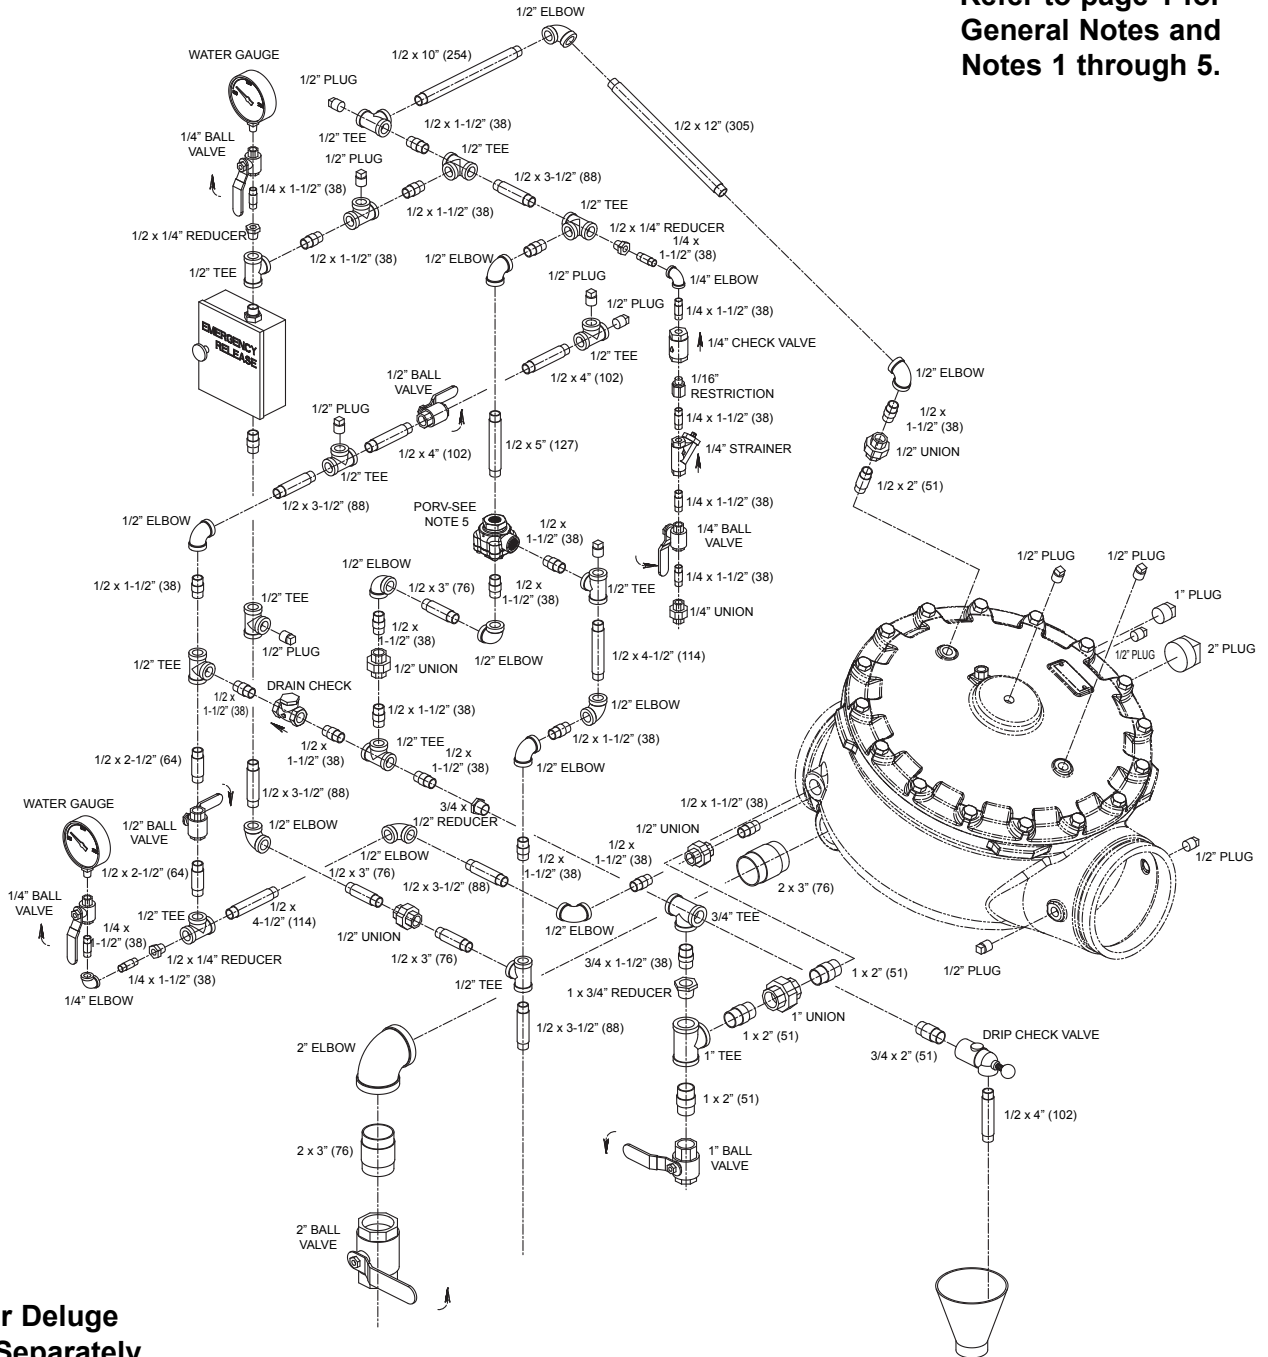 Refer to page 1 for
General Notes and
Notes 1 through 5.
1/2” ELBOW
WATER GAUGE
1/2 x 10” (254)
1/2” PLUG
1/2 x 12” (305)
1/2 x 1-1/2” (38)
1/4” BALL
VALVE
1/2” TEE
1/2” TEE
1/2” PLUG
1/4 x 1-1/2” (38)
1/2 x 3-1/2” (88)
1/2” TEE
1/2 x 1-1/2” (38)
1/2 x 1/4” REDUCER
1/2 x 1/4” REDUCER
1/4 x
1-1/2” (38)
1/2 x 1-1/2” (38)
1/2” ELBOW
1/2” TEE
1/2” PLUG
1/4” ELBOW
1/2” PLUG
1/4 x 1-1/2” (38)
EMERGENCY
RELEASE
1/4” CHECK VALVE
1/2” TEE
1/2” BALL
VALVE
1/2 x 4” (102)
1/16”
RESTRICTION
1/2” ELBOW
1/2” PLUG
1/4 x 1-1/2” (38)
1/2 x
1-1/2” (38)
1/2 x 4” (102)
1/2 x 5” (127)
1/4” STRAINER
1/2” UNION
1/2” TEE
1/2 x 2” (51)
1/2 x 3-1/2” (88)
1/4 x 1-1/2” (38)
PORV-SEE
NOTE 5
1/2” ELBOW
1/2 x
1-1/2” (38)
1/4” BALL
VALVE
1/2” PLUG
1/2” PLUG
1/2” ELBOW
1/4 x 1-1/2” (38)
1/2 x 1-1/2” (38)
1/2 x 3” (76)
1/2 x
1-1/2” (38)
1/2” TEE
1” PLUG
1/2” TEE
1/4” UNION
1/2 x
1-1/2” (38)
1/2” PLUG
1/2” PLUG
2” PLUG
1/2” TEE
1/2” UNION
1/2” ELBOW
1/2 x 4-1/2” (114)
DRAIN CHECK
1/2 x
1-1/2” (38)
1/2 x 1-1/2” (38)
1/2” ELBOW
1/2 x 1-1/2” (38)
1/2 x
1-1/2” (38)
1/2” TEE
1/2 x
1-1/2” (38)
1/2 x 2-1/2” (64)
1/2” ELBOW
1/2 x 3-1/2” (88)
WATER GAUGE
3/4 x
1/2” REDUCER
1/2 x 1-1/2” (38)
1/2” BALL
VALVE
1/2” ELBOW
1/2” UNION
1/2” ELBOW
1/2 x
1-1/2” (38)
1/2 x
1-1/2” (38)
1/2” PLUG
1/2 x 2-1/2” (64)
1/2 x 3” (76)
1/2 x 3-1/2” (88)
2 x 3” (76)
1/4” BALL
VALVE
1/2 x
4-1/2” (114)
1/2” TEE
3/4” TEE
1/4 x
1-1/2” (38)
1/2” UNION
1/2” ELBOW
1/2 x 1/4” REDUCER
1/2 x 3” (76)
3/4 x 1-1/2” (38)
1/4 x 1-1/2” (38)
1/2” TEE
1 x 2” (51)
1/2” PLUG
1/4” ELBOW
1 x 3/4” REDUCER
1” UNION
1/2 x 3-1/2” (88)
1 x 2” (51)
DRIP CHECK VALVE
2” ELBOW
1” TEE
3/4 x 2” (51)
1 x 2” (51)
1/2 x 4” (102)
2 x 3” (76)
1” BALL
VALVE
2” BALL
VALVE
r Deluge
Separately